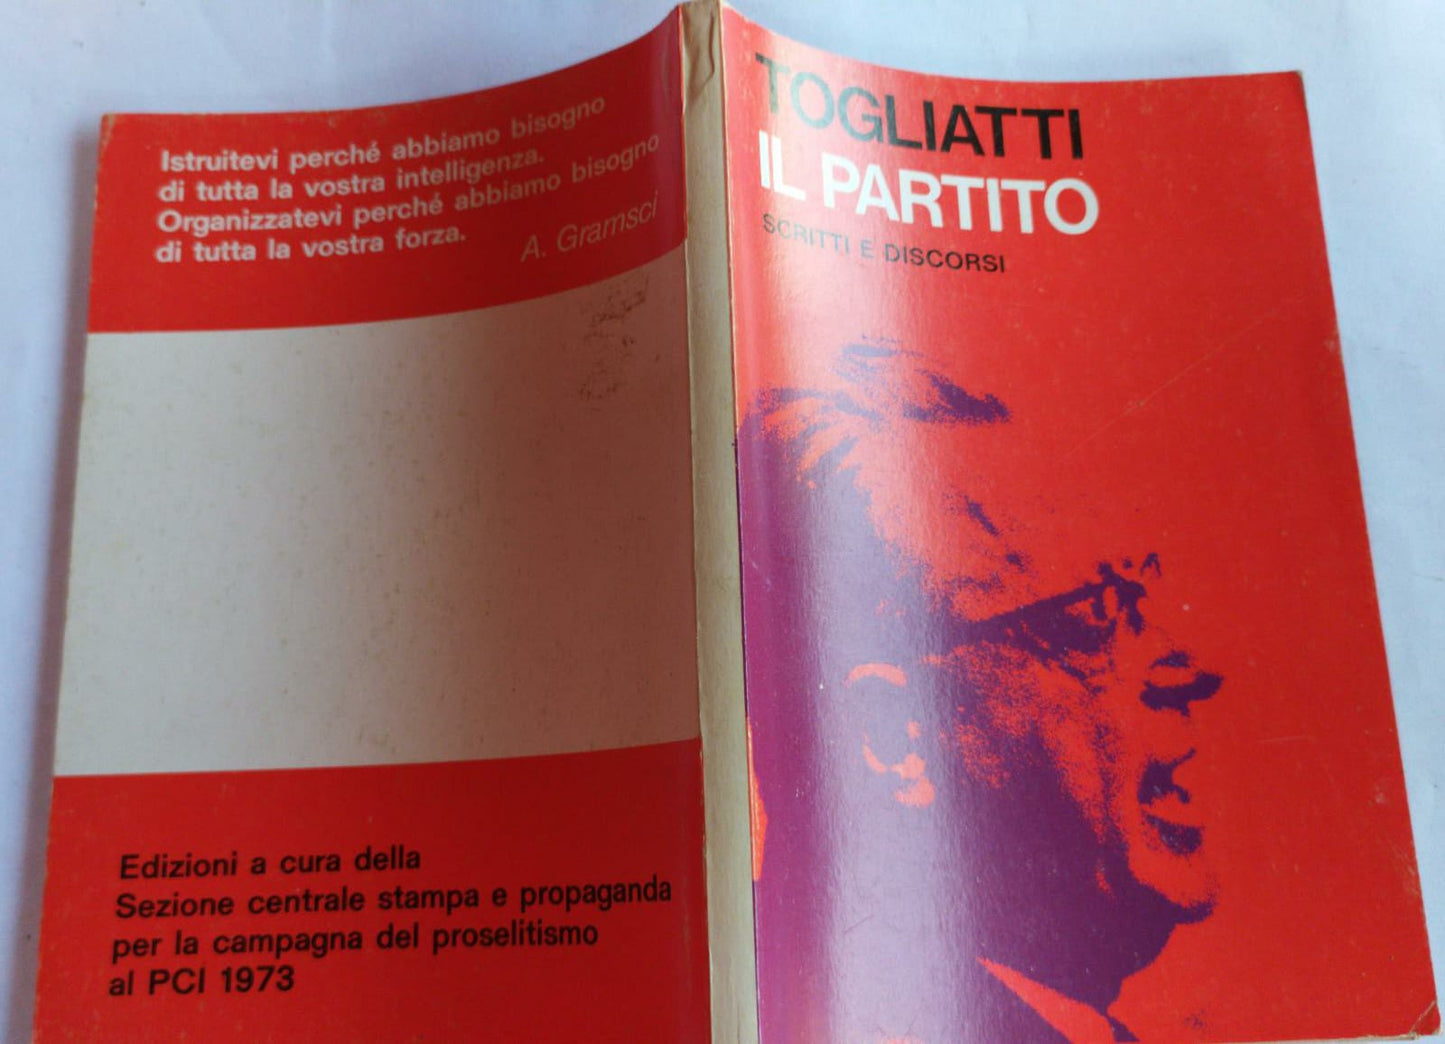 Istruitevi perché abbiamo bisogno
di tutta la vostra intelligenza.
Organizzatevi perché abbiamo bisogno
di tutta la vostra forza.
A. Gramsci
Edizioni a cura della
Sezione centrale stampa e propaganda
per la campagna del proselitismo
al PCI 1973
TOGLIATTI
IL PARTITO
SCRITTI E DISCORSI